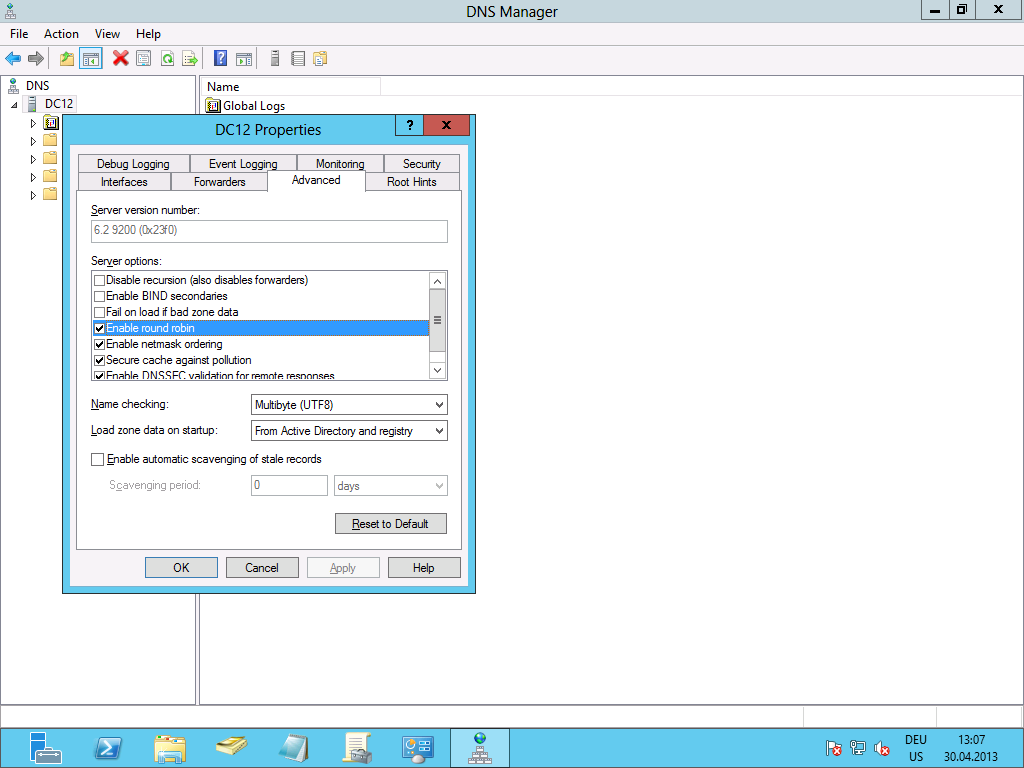 DNS Manager
File Action View Help
DNS
DC12
Name
Global Logs
DC12 Properties
? x
Debug Logging Event Logging Monitoring Security
Interfaces Forwarders Advanced Root Hints
Server version number:
6.2 9200 (0x23f0)
Server options:
Disable recursion (also disables forwarders)
Enable BIND secondaries
Fail on load if bad zone data
Enable round robin
Enable netmask ordering
Secure cache against pollution
Enable DNSSEC validation for remote responses
Name checking: Multibyte (UTF8)
Load zone data on startup: From Active Directory and registry
Enable automatic scavenging of stale records
Scavenging period: 0 days
Reset to Default
OK Cancel Apply Help
DEU 13:07
US 30.04.2013